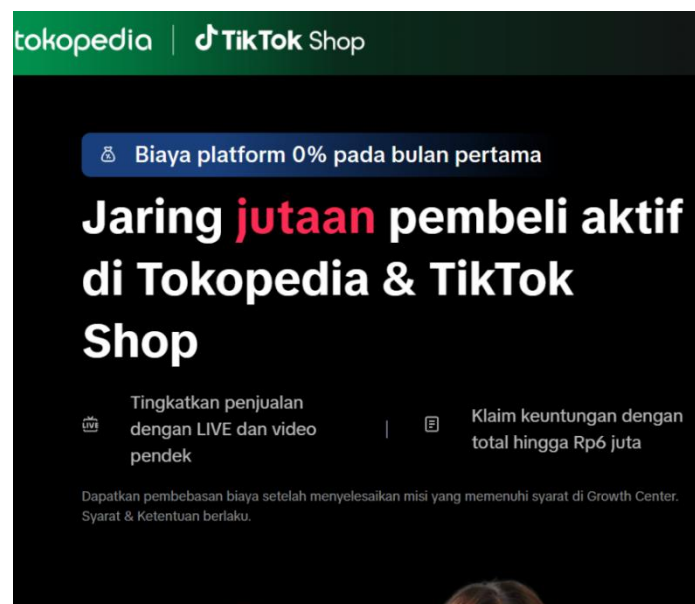 tokopedia | TikTok Shop
Biaya platform 0% pada bulan pertama
Jaring jutaan pembeli aktif
di Tokopedia & TikTok
Shop
LIVE
Tingkatkan penjualan
dengan LIVE dan video
pendek
Klaim keuntungan dengan
total hingga Rp6 juta
Dapatkan pembebasan biaya setelah menyelesaikan misi yang memenuhi syarat di Growth Center.
Syarat & Ketentuan berlaku.